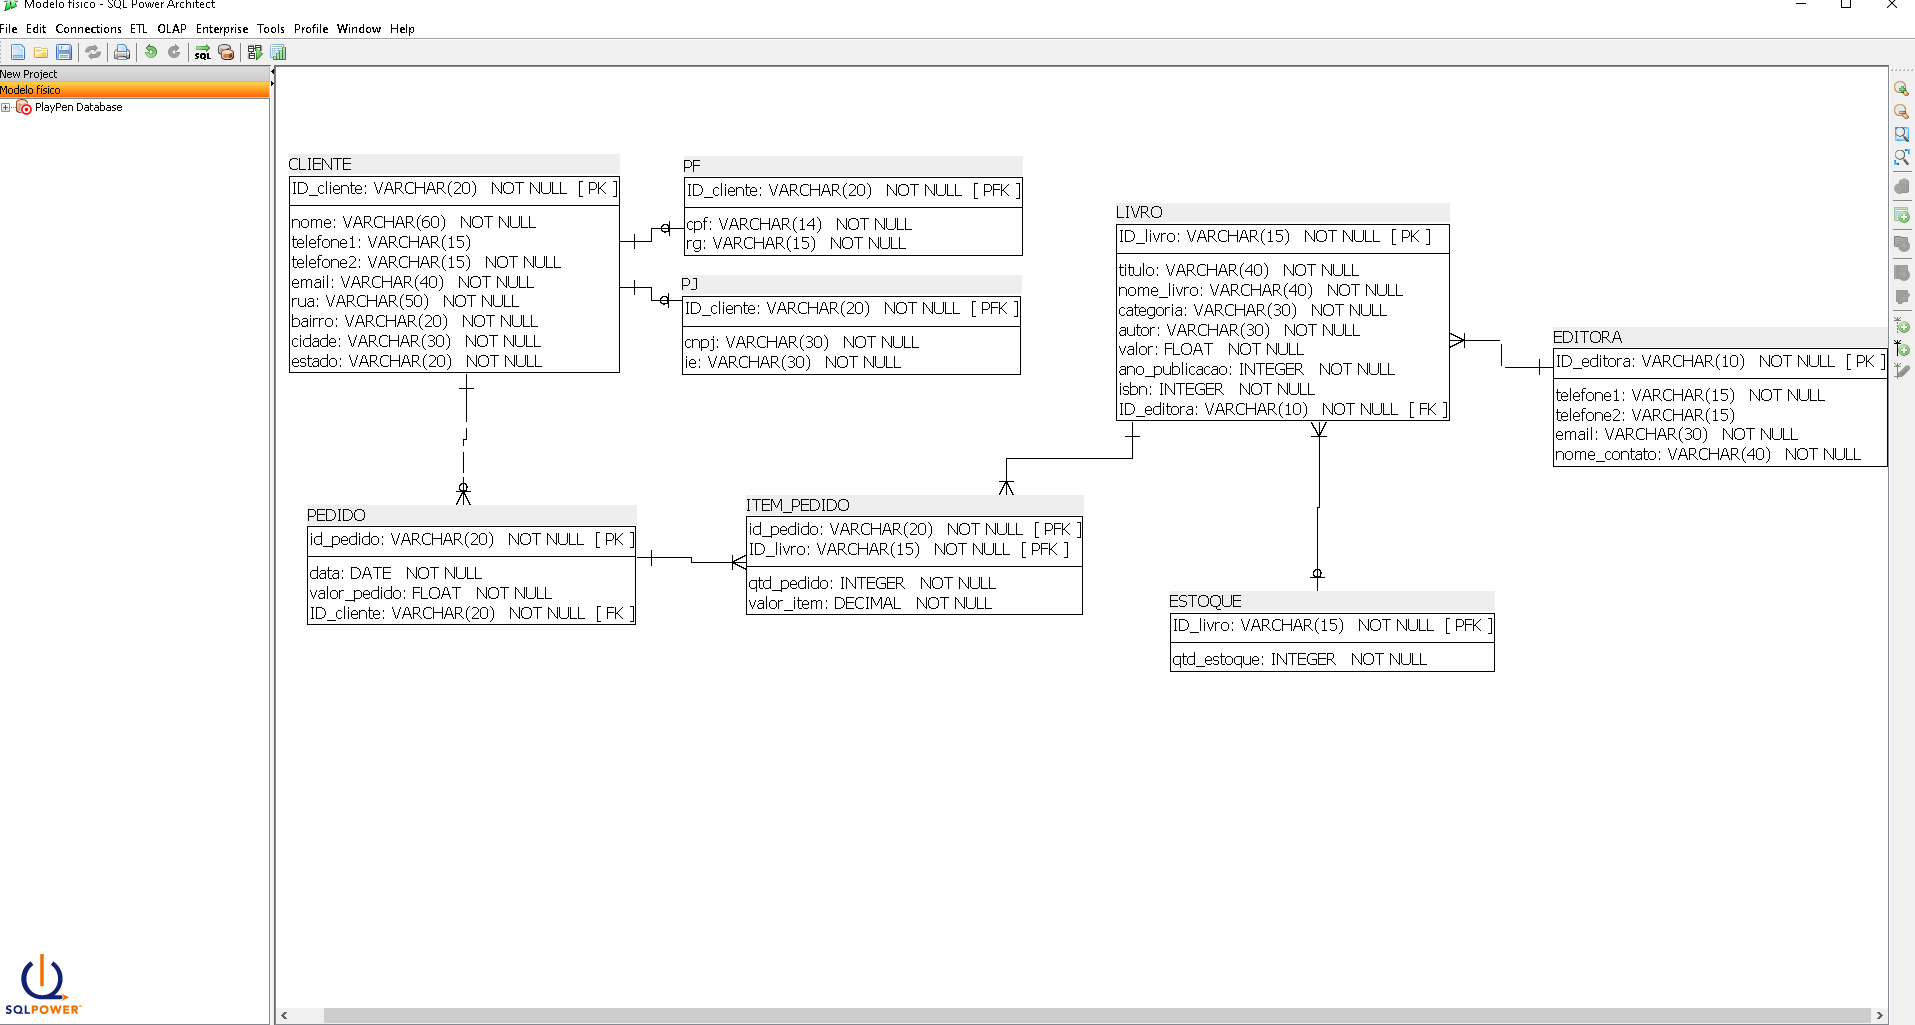 Modelo físico - SQL Power Architect
File Edit Connections ETL OLAP Enterprise Tools Profile Window Help
SQL
New Project
Modelo físico
PlayPen Database
CLIENTE
ID_cliente: VARCHAR(20) NOT NULL [ PK ]
nome: VARCHAR(60) NOT NULL
telefone1: VARCHAR(15)
telefone2: VARCHAR(15) NOT NULL
email: VARCHAR(40) NOT NULL
rua: VARCHAR(50) NOT NULL
bairro: VARCHAR(20) NOT NULL
cidade: VARCHAR(30) NOT NULL
estado: VARCHAR(20) NOT NULL
PF
ID_cliente: VARCHAR(20) NOT NULL [ PFK ]
cpf: VARCHAR(14) NOT NULL
rg: VARCHAR(15) NOT NULL
PJ
ID_cliente: VARCHAR(20) NOT NULL [ PFK ]
cnpj: VARCHAR(30) NOT NULL
ie: VARCHAR(30) NOT NULL
LIVRO
ID_livro: VARCHAR(15) NOT NULL [ PK ]
titulo: VARCHAR(40) NOT NULL
nome_livro: VARCHAR(40) NOT NULL
categoria: VARCHAR(30) NOT NULL
autor: VARCHAR(30) NOT NULL
valor: FLOAT NOT NULL
ano_publicacao: INTEGER NOT NULL
isbn: INTEGER NOT NULL
ID_editora: VARCHAR(10) NOT NULL [ FK ]
EDITORA
ID_editora: VARCHAR(10) NOT NULL [ PK ]
telefone1: VARCHAR(15) NOT NULL
telefone2: VARCHAR(15)
email: VARCHAR(30) NOT NULL
nome_contato: VARCHAR(40) NOT NULL
PEDIDO
id_pedido: VARCHAR(20) NOT NULL [ PK ]
data: DATE NOT NULL
valor_pedido: FLOAT NOT NULL
ID_cliente: VARCHAR(20) NOT NULL [ FK ]
ITEM_PEDIDO
id_pedido: VARCHAR(20) NOT NULL [ PFK ]
ID_livro: VARCHAR(15) NOT NULL [ PFK ]
qtd_pedido: INTEGER NOT NULL
valor_item: DECIMAL NOT NULL
ESTOQUE
ID_livro: VARCHAR(15) NOT NULL [ PFK ]
qtd_estoque: INTEGER NOT NULL
SQLPOWER